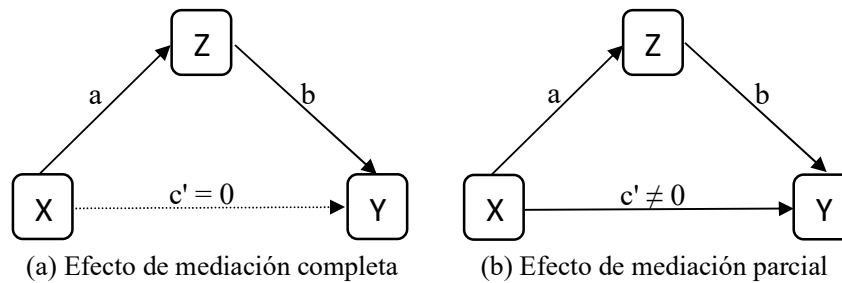 Z
a
b
X
c' = 0
Y
(a) Efecto de mediación completa
Z
a
b
X
c' ≠ 0
Y
(b) Efecto de mediación parcial